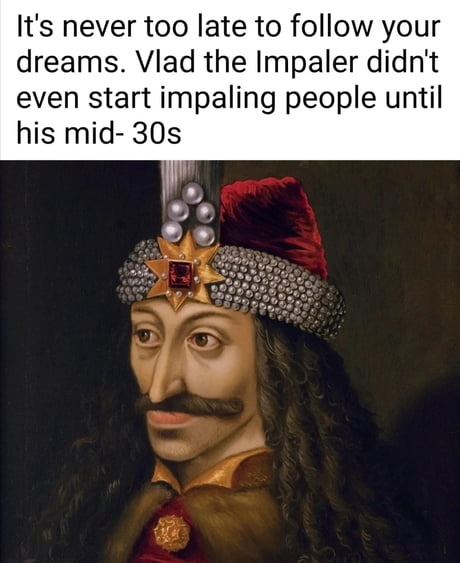 It's never too late to follow your
dreams. Vlad the Impaler didn't
even start impaling people until
his mid- 30s